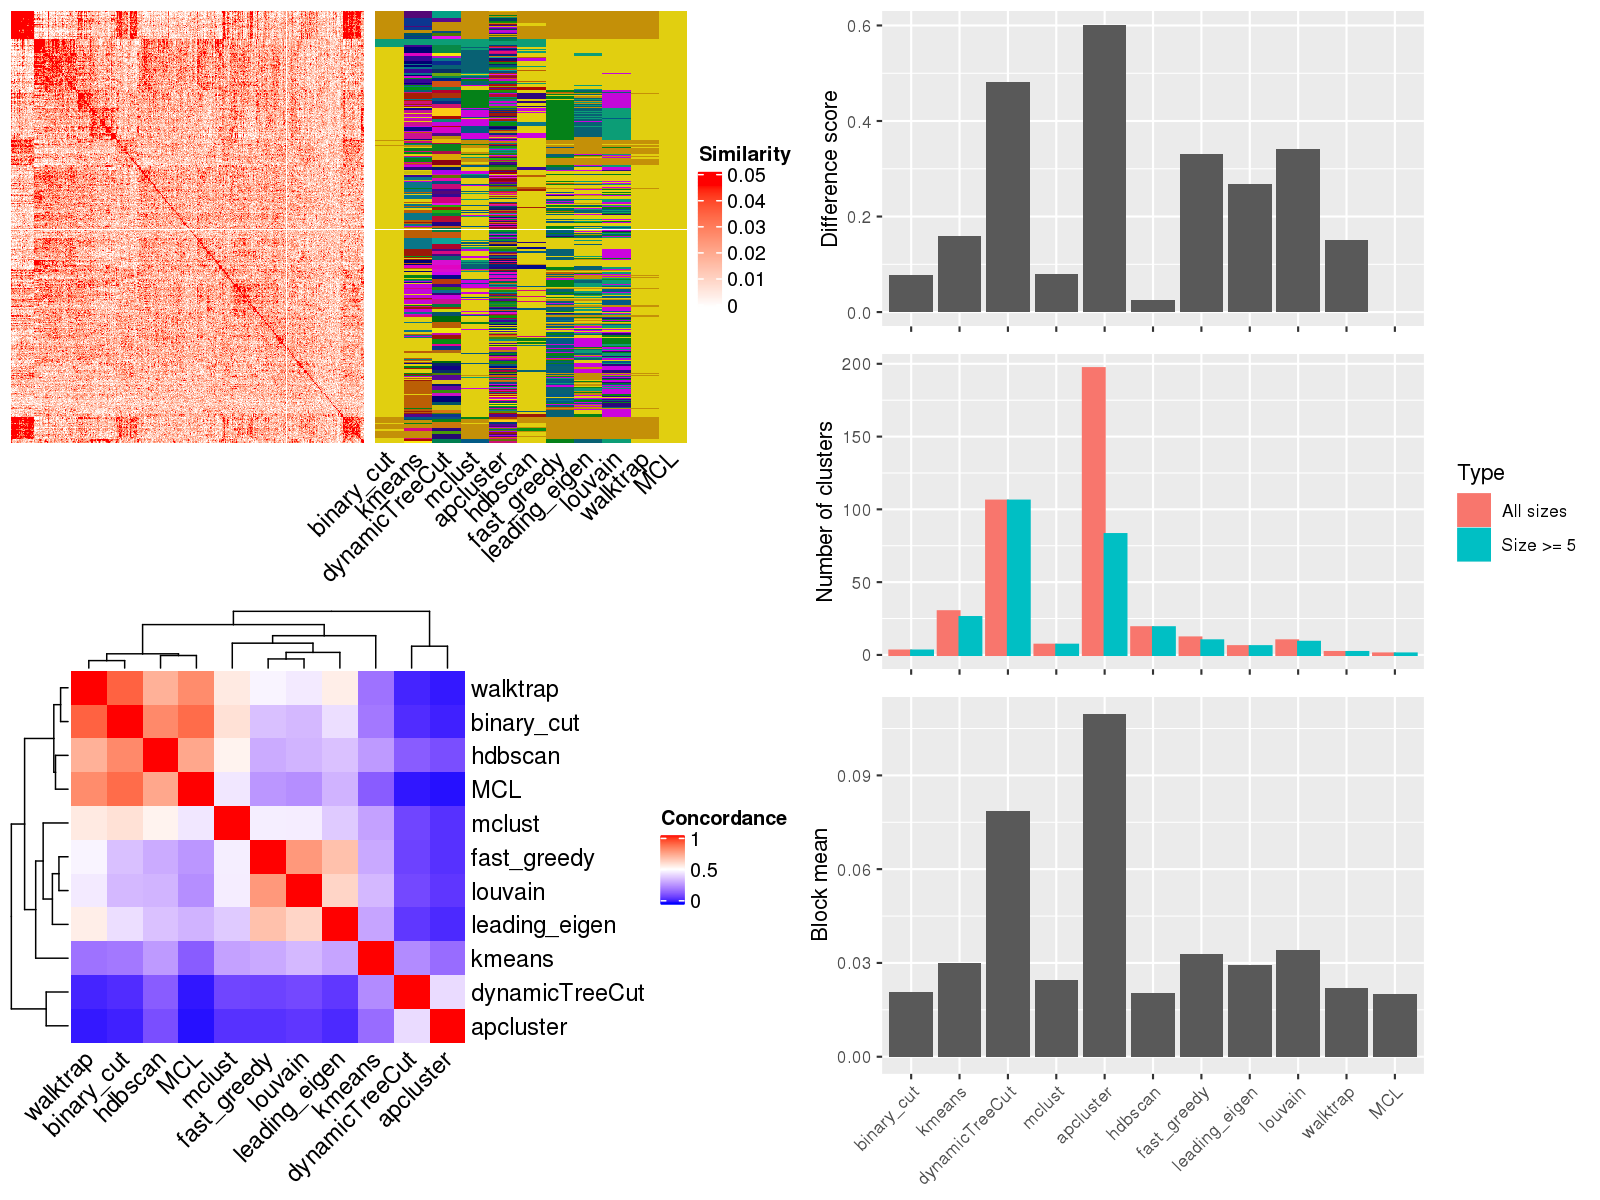 Similarity
0.05
0.04
0.03
0.02
0.01
0
binary_cut
kmeans
dynamicTreeCut
mclust
apcluster
hdbscan
fast_greedy
leading_eigen
louvain
walktrap
MCL
walktrap
binary_cut
hdbscan
MCL
mclust
fast_greedy
louvain
leading_eigen
kmeans
dynamicTreeCut
apcluster
Concordance
1
0.5
0
walktrap
binary_cut
hdbscan
MCL
mclust
fast_greedy
louvain
leading_eigen
kmeans
dynamicTreeCut
apcluster
Difference score
0.6
0.4
0.2
0.0
Number of clusters
200
150
100
50
0
Type
All sizes
Size >= 5
Block mean
0.09
0.06
0.03
0.00
binary_cut
kmeans
dynamicTreeCut
mclust
apcluster
hdbscan
fast_greedy
leading_eigen
louvain
walktrap
MCL